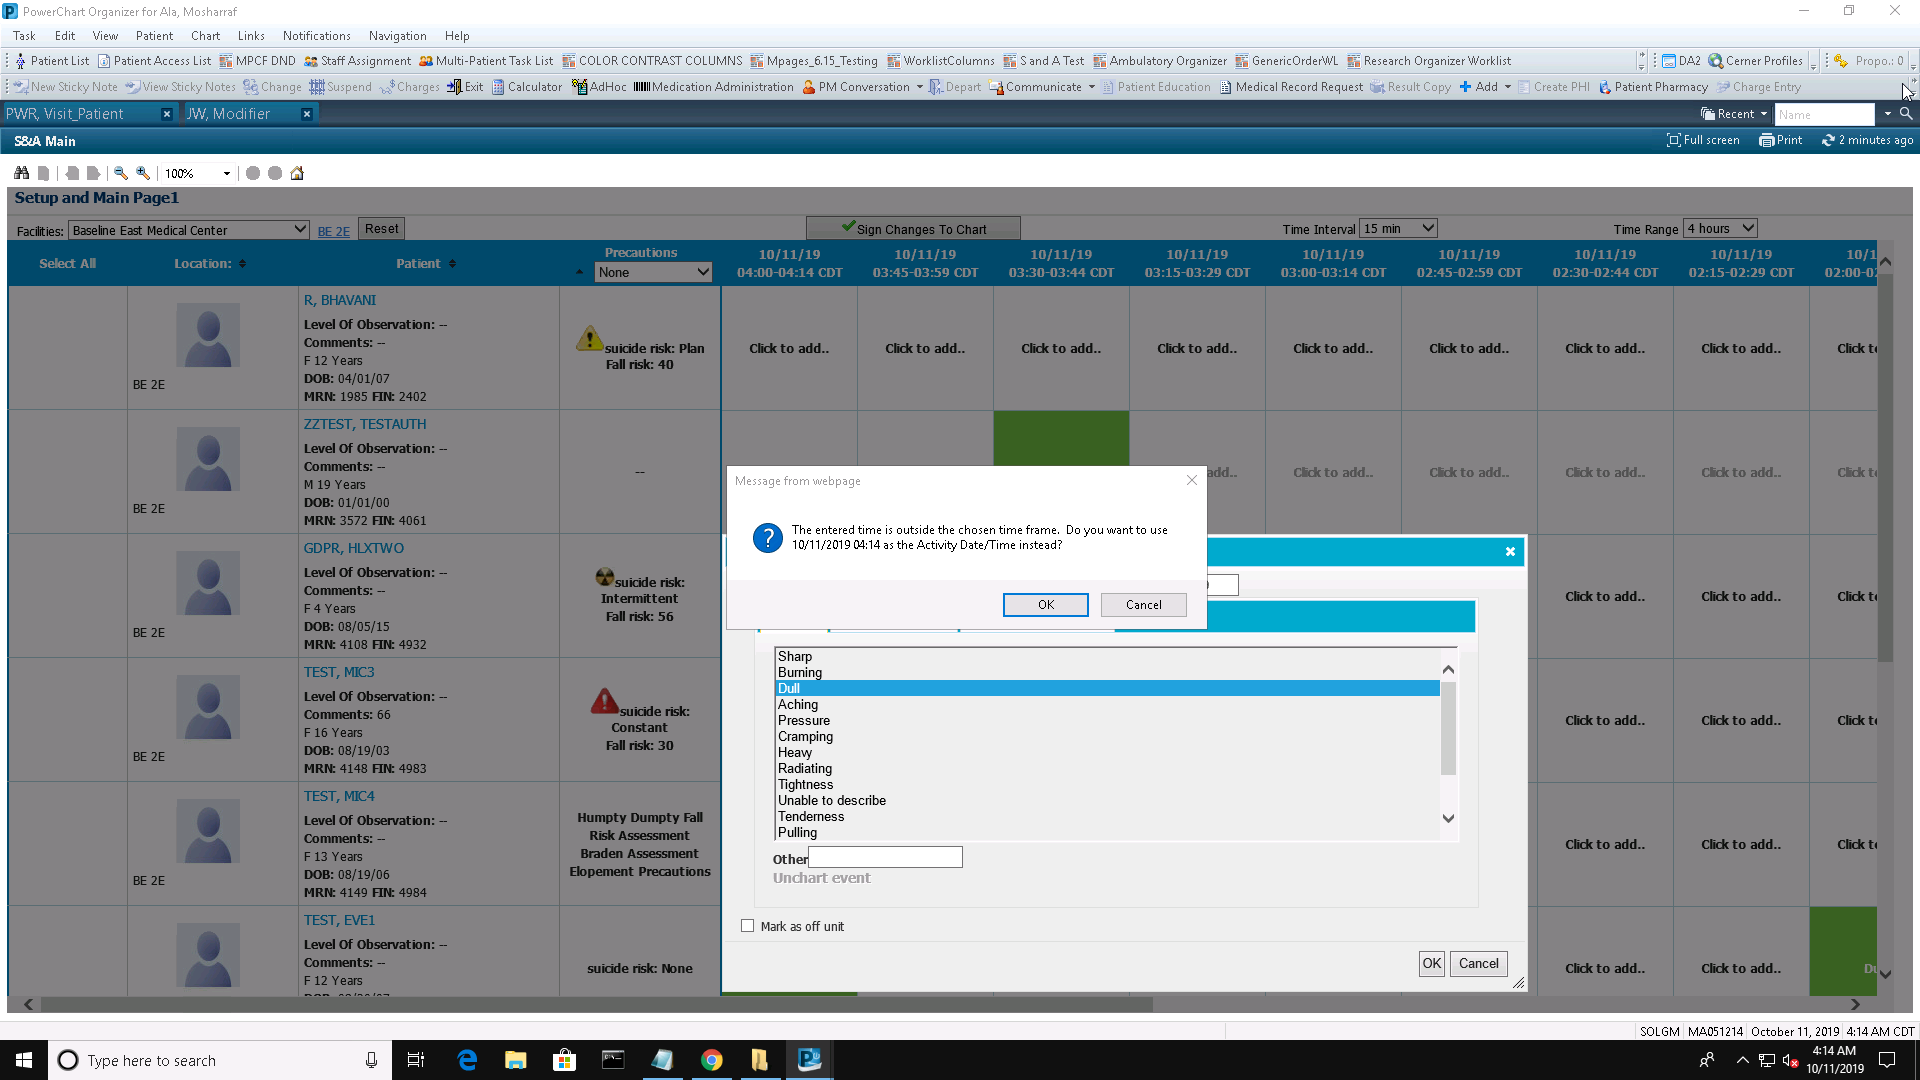 PowerChart Organizer for Ala, Mosharraf
Task Edit View Patient Chart Links Notifications Navigation Help
Patient List Patient Access List MPCF DND Staff Assignment Multi-Patient Task List COLOR CONTRAST COLUMNS Mpages_6.15_Testing WorklistColumns S and A Test Ambulatory Organizer GenericOrderWL Research Organizer Worklist DA2 Cerner Profiles Propo.: 0
New Sticky Note View Sticky Notes Change Suspend Charges Exit Calculator AdHoc Medication Administration PM Conversation Depart Communicate Patient Education Medical Record Request Result Copy Add Create PHI Patient Pharmacy Charge Entry
PWR, Visit_Patient JW, Modifier Recent Name
S&A Main Full screen Print 2 minutes ago
100%
Setup and Main Page1
Facilities: Baseline East Medical Center BE 2E Reset Sign Changes To Chart Time Interval 15 min Time Range 4 hours
Select All Location: Patient Precautions None
10/11/19 10/11/19 10/11/19 10/11/19 10/11/19 10/11/19 10/11/19 10/11/19 10/1
04:00-04:14 CDT 03:45-03:59 CDT 03:30-03:44 CDT 03:15-03:29 CDT 03:00-03:14 CDT 02:45-02:59 CDT 02:30-02:44 CDT 02:15-02:29 CDT 02:00-0
R, BHAVANI
Level Of Observation: --
Comments: --
F 12 Years
DOB: 04/01/07
MRN: 1985 FIN: 2402
BE 2E
suicide risk: Plan
Fall risk: 40
Click to add.. Click to add.. Click to add.. Click to add.. Click to add.. Click to add.. Click to add.. Click to add.. Click t
ZZTEST, TESTAUTH
Level Of Observation: --
Comments: --
M 19 Years
DOB: 01/01/00
MRN: 3572 FIN: 4061
BE 2E
--
add.. Click to add.. Click to add.. Click to add.. Click to add.. Click t
GDPR, HLXTWO
Level Of Observation: --
Comments: --
F 4 Years
DOB: 08/05/15
MRN: 4108 FIN: 4932
BE 2E
suicide risk:
Intermittent
Fall risk: 56
Click to add.. Click to add.. Click t
TEST, MIC3
Level Of Observation: --
Comments: 66
F 16 Years
DOB: 08/19/03
MRN: 4148 FIN: 4983
BE 2E
suicide risk:
Constant
Fall risk: 30
Click to add.. Click to add.. Click t
TEST, MIC4
Level Of Observation: --
Comments: --
F 13 Years
DOB: 08/19/06
MRN: 4149 FIN: 4984
BE 2E
Humpty Dumpty Fall
Risk Assessment
Braden Assessment
Elopement Precautions
Click to add.. Click to add.. Click t
TEST, EVE1
Level Of Observation: --
Comments: --
F 12 Years
suicide risk: None
Click to add.. Click to add.. Du
Message from webpage
The entered time is outside the chosen time frame. Do you want to use
10/11/2019 04:14 as the Activity Date/Time instead?
OK Cancel
Sharp
Burning
Dull
Aching
Pressure
Cramping
Heavy
Radiating
Tightness
Unable to describe
Tenderness
Pulling
Other
Unchart event
Mark as off unit
OK Cancel
SOLGM MA051214 October 11, 2019 4:14 AM CDT
Type here to search
4:14 AM
10/11/2019